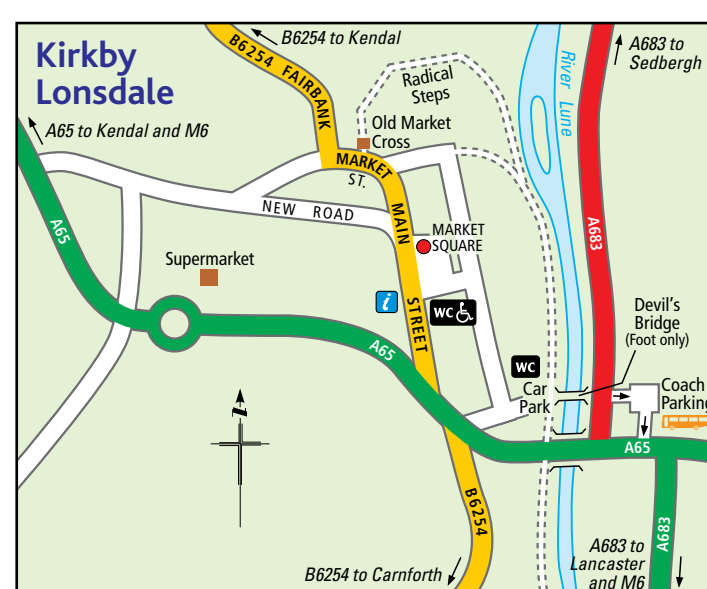 Kirkby
Lonsdale
B6254 to Kendal
A683 to
Sedbergh
B6254 FAIRBANK
Radical
Steps
River Lune
A65 to Kendal and M6
Old Market
Cross
MARKET
ST.
NEW ROAD
MAIN
STREET
MARKET
SQUARE
A683
A65
Supermarket
i
WC
Devil's
Bridge
(Foot only)
A65
WC
Car
Park
Coach
Parking
A65
B6254
A683
A683 to
Lancaster
and M6
B6254 to Carnforth